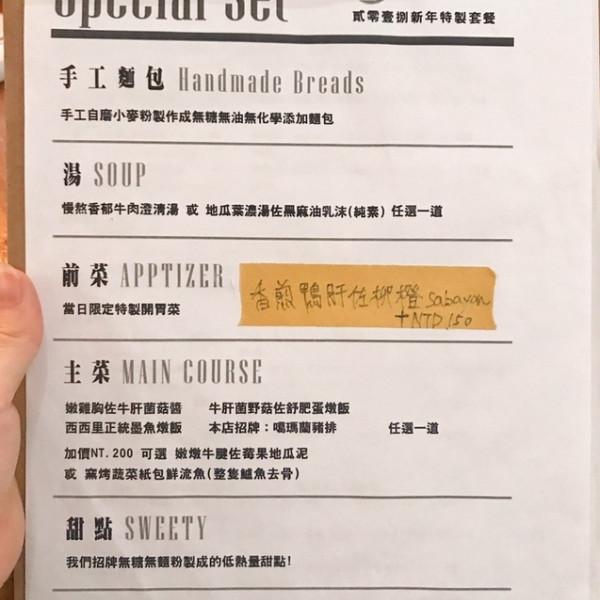 Special Set
貳零壹捌新年特製套餐
手工麵包 Handmade Breads
手工自磨小麥粉製作成無糖無油無化學添加麵包
湯 SOUP
慢熬香郁牛肉澄清湯 或 地瓜葉濃湯佐黑麻油乳沫(純素) 任選一道
前菜 APPTIZER
當日限定特製開胃菜
香煎鴨肝佐柳橙 Sabayon
+NTD 150
主菜 MAIN COURSE
嫩雞胸佐牛肝菌菇醬 牛肝菌野菇佐舒肥蛋燉飯
西西里正統墨魚燉飯 本店招牌：噶瑪蘭豬排 任選一道
加價NT.200 可選 嫩燉牛腱佐莓果地瓜泥
或 窯烤蔬菜紙包鮮流魚(整隻鱸魚去骨)
甜點 SWEETY
我們招牌無糖無麵粉製成的低熱量甜點!